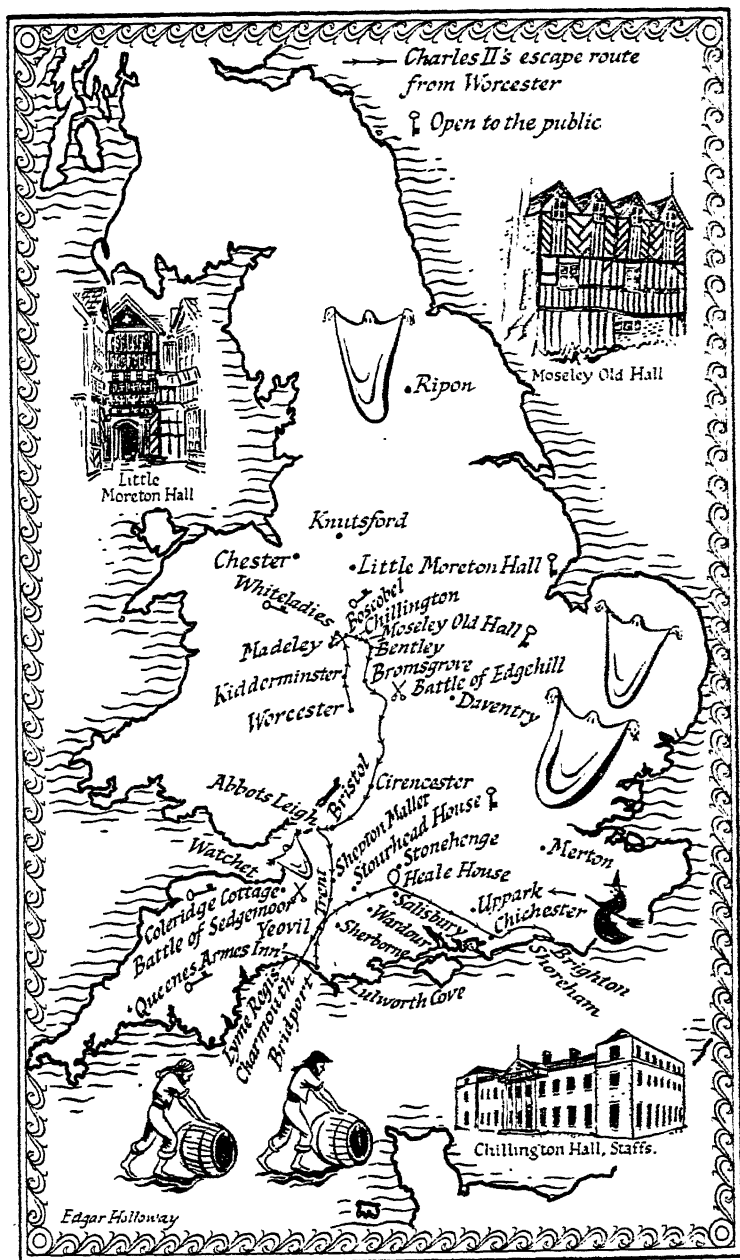 Charles II's escape route
from Worcester
Open to the public
Moseley Old Hall
Ripon
Little
Moreton Hall
Knutsford
Chester
Little Moreton Hall
Whiteladies
Boscobel
Chillington
Moseley Old Hall
Madeley
Bentley
Bromsgrove
Kidderminster
Battle of Edgehill
Worcester
Daventry
Abbots Leigh
Bristol
Cirencester
Shepton Mallet
Stourhead House
Stonehenge
Watchet
Merton
Heale House
Coleridge Cottage
Trent
Uppark
Salisbury
Chichester
Battle of Sedgemoor
Wardour
Yeovil
Sherborne
Queenes Armes Inn
Brighton
Shoreham
Lyme Regis
Charmouth
Bridport
Lulworth Cove
Chillington Hall, Staffs.
Edgar Holloway